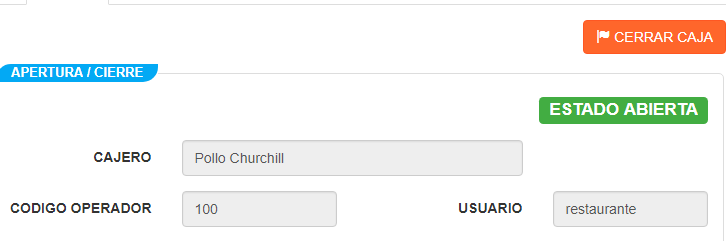 CERRAR CAJA
APERTURA / CIERRE
ESTADO ABIERTA
CAJERO Pollo Churchill
CODIGO OPERADOR 100 USUARIO restaurante